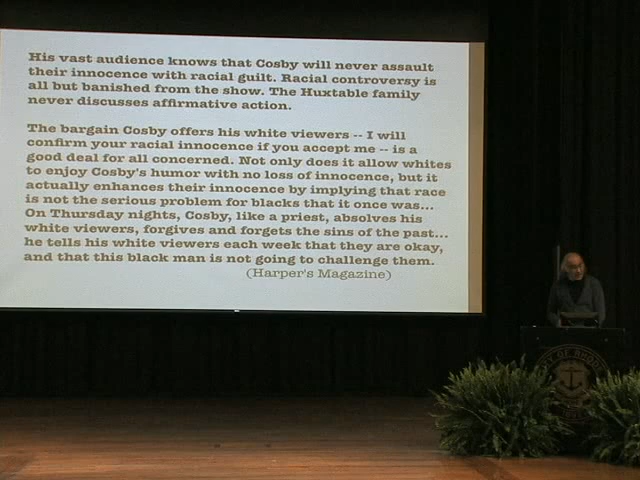 His vast audience knows that Cosby will never assault
their innocence with racial guilt. Racial controversy is
all but banished from the show. The Huxtable family
never discusses affirmative action.
The bargain Cosby offers his white viewers -- I will
confirm your racial innocence if you accept me -- is a
good deal for all concerned. Not only does it allow whites
to enjoy Cosby's humor with no loss of innocence, but it
actually enhances their innocence by implying that race
is not the serious problem for blacks that it once was...
On Thursday nights, Cosby, like a priest, absolves his
white viewers, forgives and forgets the sins of the past...
he tells his white viewers each week that they are okay,
and that this black man is not going to challenge them.
(Harper's Magazine)
OF RHO